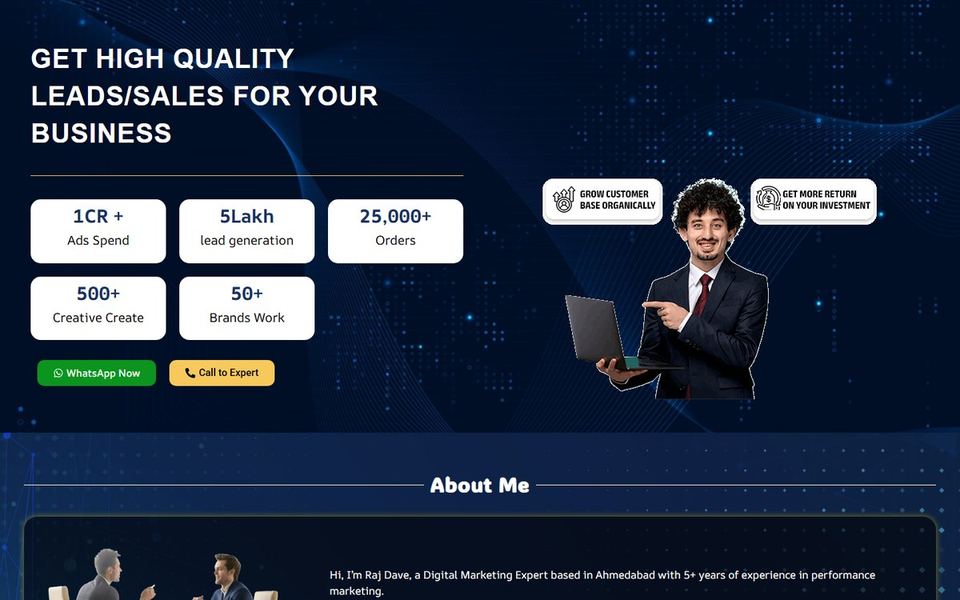 GET HIGH QUALITY
LEADS/SALES FOR YOUR
BUSINESS
1CR +
Ads Spend
5Lakh
lead generation
25,000+
Orders
500+
Creative Create
50+
Brands Work
WhatsApp Now
Call to Expert
GROW CUSTOMER
BASE ORGANICALLY
GET MORE RETURN
ON YOUR INVESTMENT
About Me
Hi, I'm Raj Dave, a Digital Marketing Expert based in Ahmedabad with 5+ years of experience in performance
marketing.